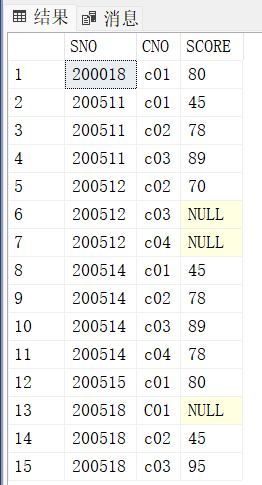 结果 消息
SNO CNO SCORE
1 200018 c01 80
2 200511 c01 45
3 200511 c02 78
4 200511 c03 89
5 200512 c02 70
6 200512 c03 NULL
7 200512 c04 NULL
8 200514 c01 45
9 200514 c02 78
10 200514 c03 89
11 200514 c04 78
12 200515 c01 80
13 200518 C01 NULL
14 200518 c02 45
15 200518 c03 95